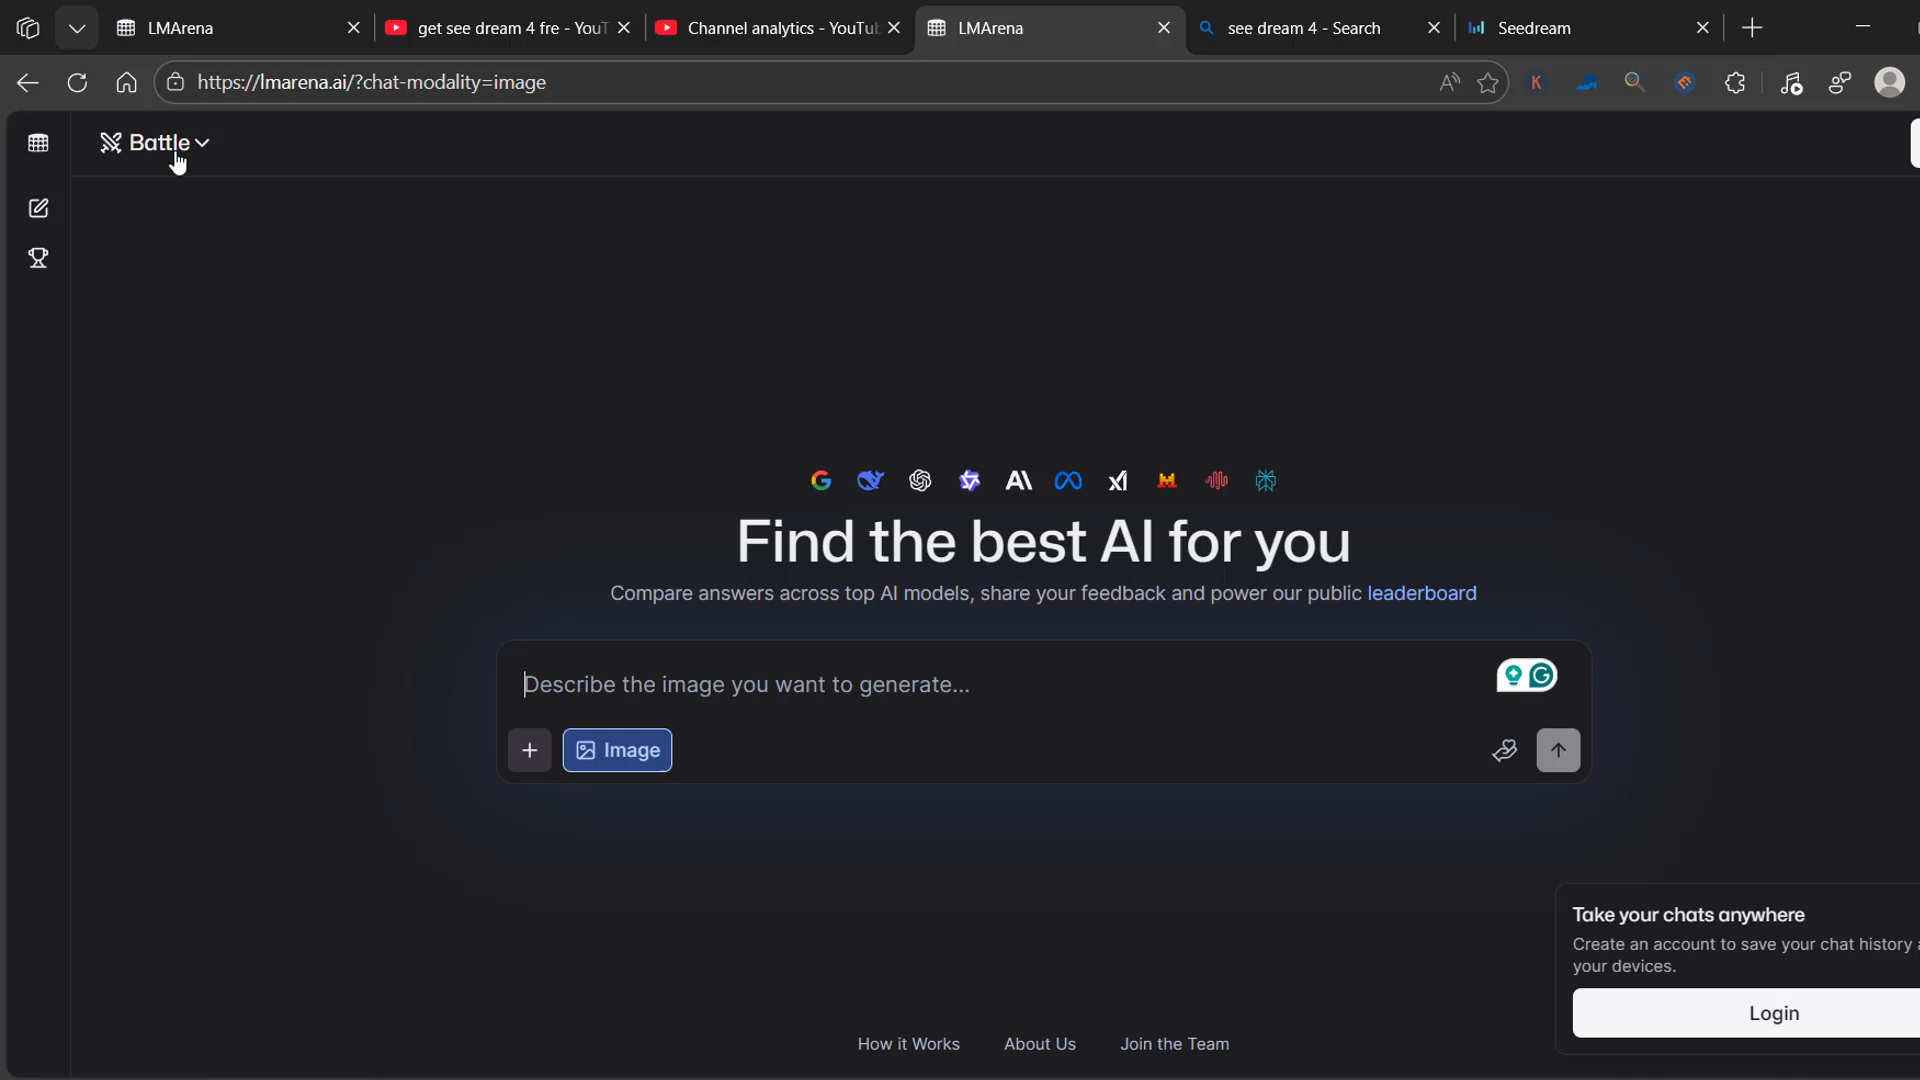 LMArena
get see dream 4 fre - YouT
Channel analytics - YouTu
LMArena
see dream 4 - Search
Seedream
https://lmarena.ai/?chat-modality=image
Battle
Find the best AI for you
Compare answers across top AI models, share your feedback and power our public leaderboard
Describe the image you want to generate...
Image
Take your chats anywhere
Create an account to save your chat history a
your devices.
Login
How it Works
About Us
Join the Team